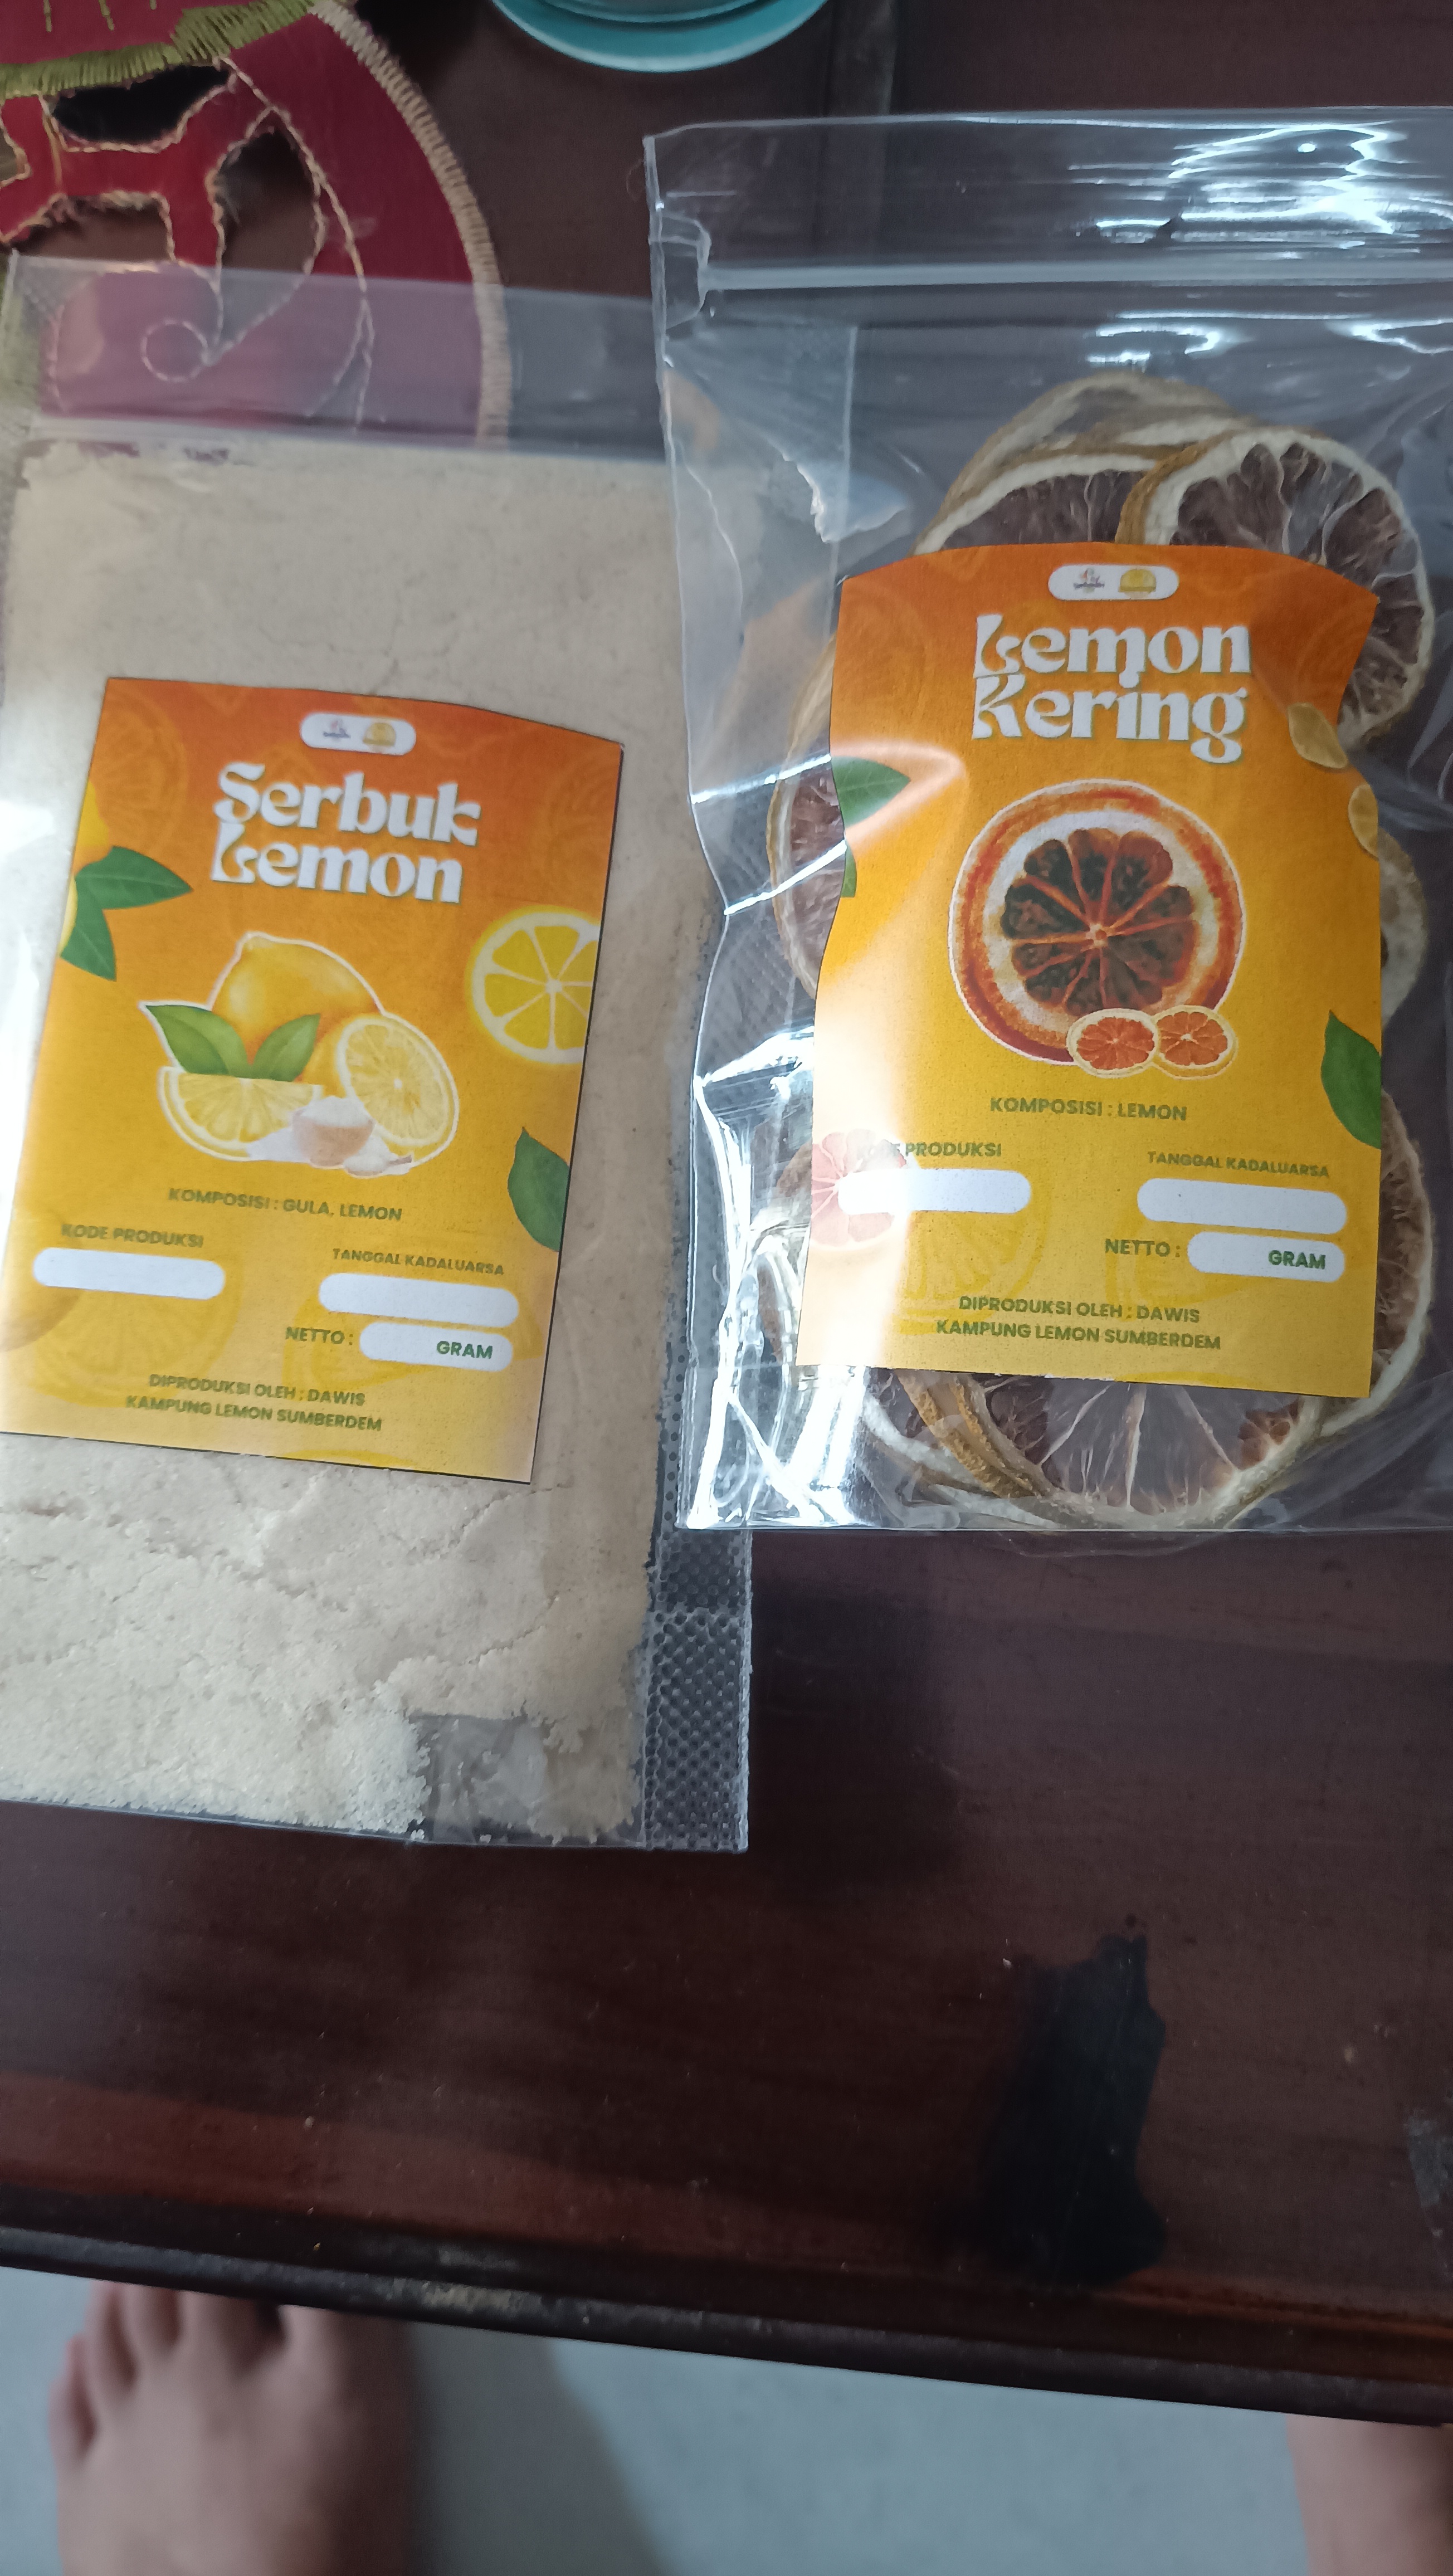 Serbuk
Lemon
KOMPOSISI : GULA, LEMON
KODE PRODUKSI
TANGGAL KADALUARSA
NETTO :
GRAM
DIPRODUKSI OLEH : DAWIS
KAMPUNG LEMON SUMBERDEM
Lemon
Kering
KOMPOSISI : LEMON
KODE PRODUKSI
TANGGAL KADALUARSA
NETTO :
GRAM
DIPRODUKSI OLEH : DAWIS
KAMPUNG LEMON SUMBERDEM